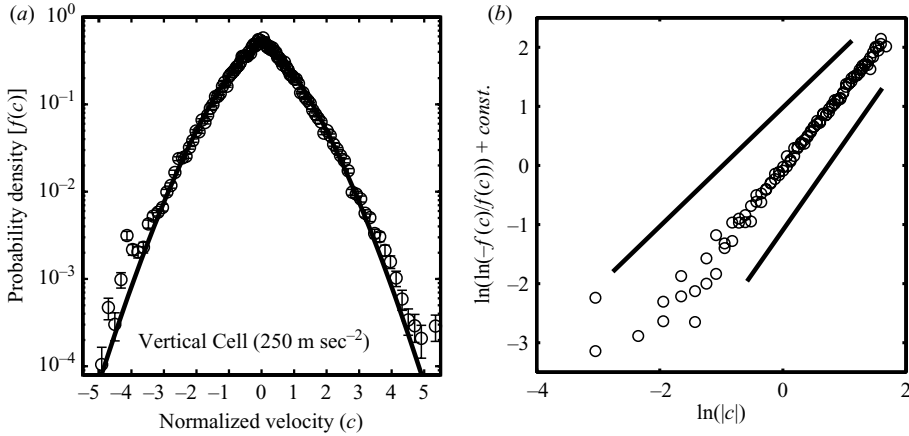 (a)
10⁰
10⁻¹
10⁻²
10⁻³
10⁻⁴
Probability density [f(c)]
Vertical Cell (250 m sec⁻²)
–5 –4 –3 –2 –1 0 1 2 3 4 5
Normalized velocity (c)
(b)
2
1
0
–1
–2
–3
ln(ln(–f (c)/f(c))) + const.
–4 –2 0 2
ln(|c|)